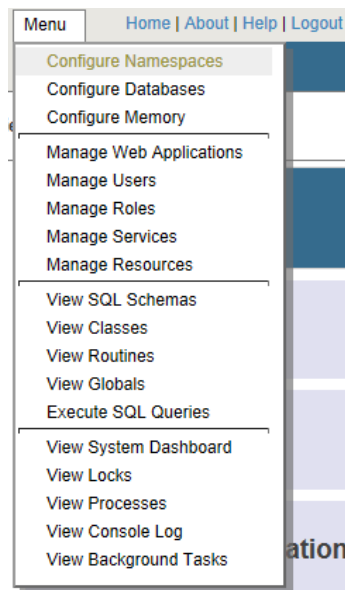 Menu Home | About | Help | Logout
Configure Namespaces
Configure Databases
Configure Memory
Manage Web Applications
Manage Users
Manage Roles
Manage Services
Manage Resources
View SQL Schemas
View Classes
View Routines
View Globals
Execute SQL Queries
View System Dashboard
View Locks
View Processes
View Console Log
View Background Tasks
ation